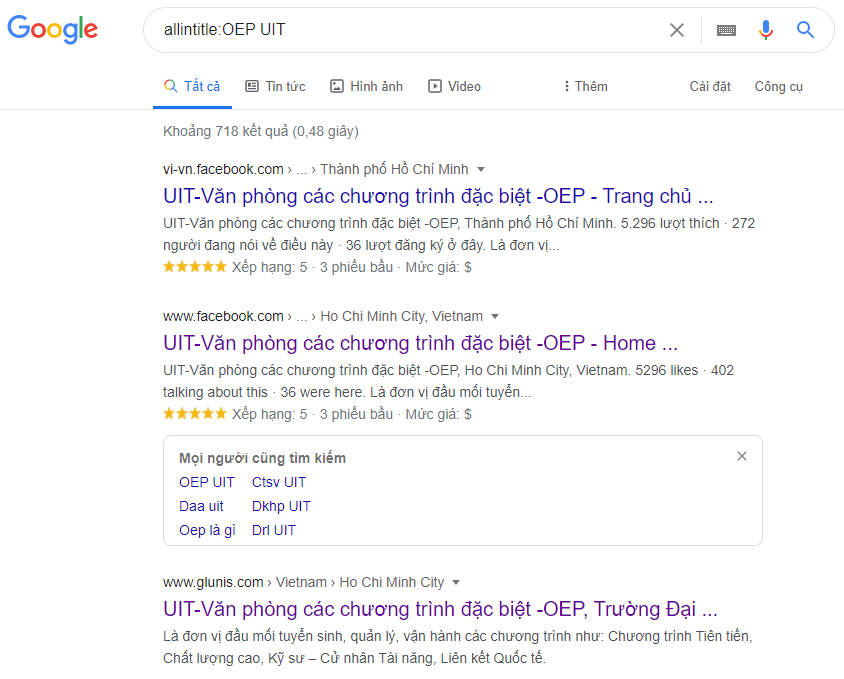 Google
allintitle:OEP UIT
Tất cả Tin tức Hình ảnh Video Thêm Cài đặt Công cụ
Khoảng 718 kết quả (0,48 giây)
vi-vn.facebook.com › ... › Thành phố Hồ Chí Minh
UIT-Văn phòng các chương trình đặc biệt -OEP - Trang chủ ...
UIT-Văn phòng các chương trình đặc biệt -OEP, Thành phố Hồ Chí Minh. 5.296 lượt thích · 272
người đang nói về điều này · 36 lượt đăng ký ở đây. Là đơn vị...
Xếp hạng: 5 · 3 phiếu bầu · Mức giá: $
www.facebook.com › ... › Ho Chi Minh City, Vietnam
UIT-Văn phòng các chương trình đặc biệt -OEP - Home ...
UIT-Văn phòng các chương trình đặc biệt -OEP, Ho Chi Minh City, Vietnam. 5296 likes · 402
talking about this · 36 were here. Là đơn vị đầu mối tuyển...
Xếp hạng: 5 · 3 phiếu bầu · Mức giá: $
Mọi người cũng tìm kiếm
OEP UIT Ctsv UIT
Daa uit Dkhp UIT
Oep là gì Drl UIT
www.glunis.com › Vietnam › Ho Chi Minh City
UIT-Văn phòng các chương trình đặc biệt -OEP, Trường Đại ...
Là đơn vị đầu mối tuyển sinh, quản lý, vận hành các chương trình như: Chương trình Tiên tiến,
Chất lượng cao, Kỹ sư – Cử nhân Tài năng, Liên kết Quốc tế.